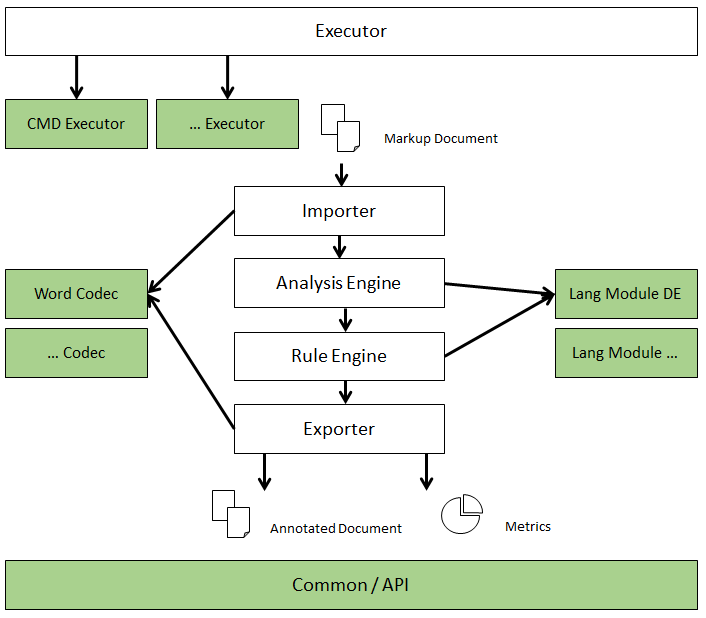 Executor
CMD Executor
... Executor
Markup Document
Importer
Analysis Engine
Word Codec
Lang Module DE
Rule Engine
... Codec
Lang Module ...
Exporter
Annotated Document
Metrics
Common / API